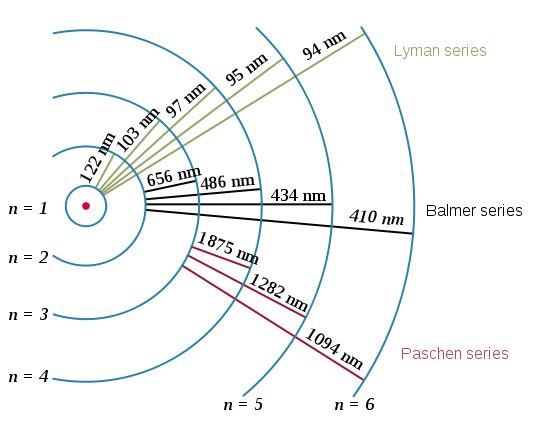 94 nm
Lyman series
95 nm
97 nm
103 nm
122 nm
656 nm
486 nm
434 nm
410 nm
Balmer series
n = 1
1875 nm
n = 2
1282 nm
n = 3
1094 nm
Paschen series
n = 4
n = 5
n = 6